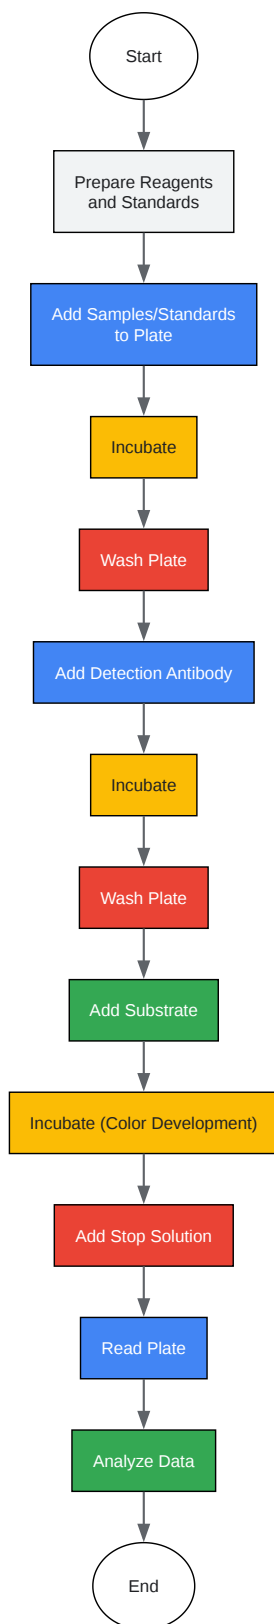 Start
Prepare Reagents
and Standards
Add Samples/Standards
to Plate
Incubate
Wash Plate
Add Detection Antibody
Incubate
Wash Plate
Add Substrate
Incubate (Color Development)
Add Stop Solution
Read Plate
Analyze Data
End